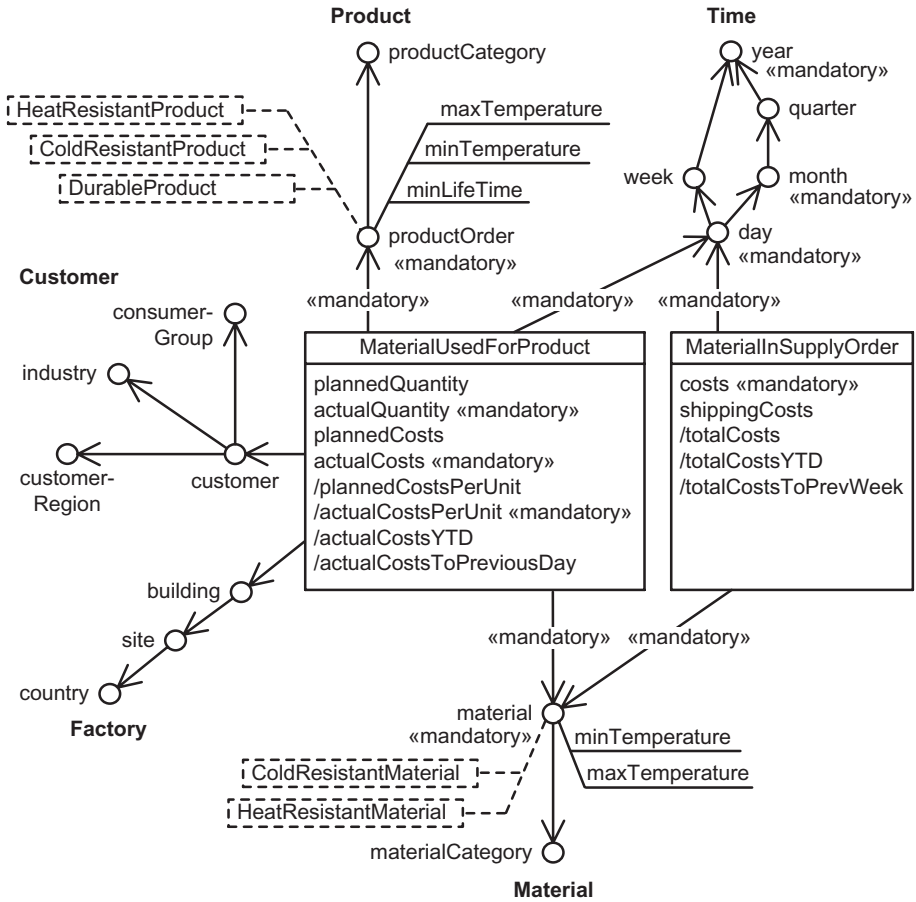 Product
Time
productCategory
year
«mandatory»
HeatResistantProduct
maxTemperature
quarter
ColdResistantProduct
minTemperature
DurableProduct
minLifeTime
week
month
«mandatory»
productOrder
«mandatory»
day
«mandatory»
Customer
«mandatory»
«mandatory»
«mandatory»
consumer-
Group
MaterialUsedForProduct
plannedQuantity
actualQuantity «mandatory»
plannedCosts
actualCosts «mandatory»
/plannedCostsPerUnit
/actualCostsPerUnit «mandatory»
/actualCostsYTD
/actualCostsToPreviousDay
MaterialInSupplyOrder
costs «mandatory»
shippingCosts
/totalCosts
/totalCostsYTD
/totalCostsToPrevWeek
industry
customer-
Region
customer
building
site
country
Factory
«mandatory»
«mandatory»
material
«mandatory»
minTemperature
ColdResistantMaterial
maxTemperature
HeatResistantMaterial
materialCategory
Material